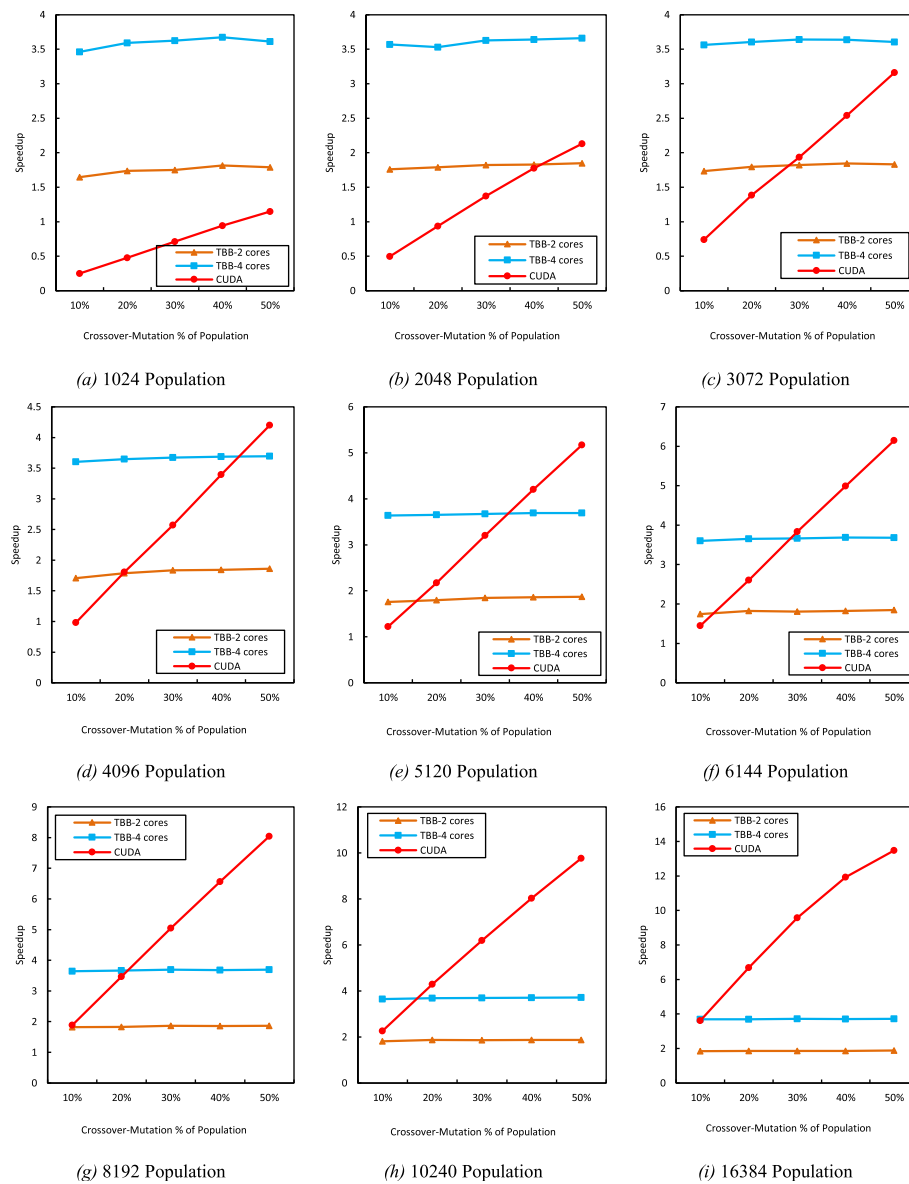 4
3.5
3
2.5
2
1.5
1
0.5
0
Speedup
TBB-2 cores
TBB-4 cores
CUDA
10% 20% 30% 40% 50%
Crossover-Mutation % of Population
(a) 1024 Population
4
3.5
3
2.5
2
1.5
1
0.5
0
Speedup
TBB-2 cores
TBB-4 cores
CUDA
10% 20% 30% 40% 50%
Crossover-Mutation % of Population
(b) 2048 Population
4
3.5
3
2.5
2
1.5
1
0.5
0
Speedup
TBB-2 cores
TBB-4 cores
CUDA
10% 20% 30% 40% 50%
Crossover-Mutation % of Population
(c) 3072 Population
4.5
4
3.5
3
2.5
2
1.5
1
0.5
0
Speedup
TBB-2 cores
TBB-4 cores
CUDA
10% 20% 30% 40% 50%
Crossover-Mutation % of Population
(d) 4096 Population
6
5
4
3
2
1
0
Speedup
TBB-2 cores
TBB-4 cores
CUDA
10% 20% 30% 40% 50%
Crossover-Mutation % of Population
(e) 5120 Population
7
6
5
4
3
2
1
0
Speedup
TBB-2 cores
TBB-4 cores
CUDA
10% 20% 30% 40% 50%
Crossover-Mutation % of Population
(f) 6144 Population
9
8
7
6
5
4
3
2
1
0
Speedup
TBB-2 cores
TBB-4 cores
CUDA
10% 20% 30% 40% 50%
Crossover-Mutation % of Population
(g) 8192 Population
12
10
8
6
4
2
0
Speedup
TBB-2 cores
TBB-4 cores
CUDA
10% 20% 30% 40% 50%
Crossover-Mutation % of Population
(h) 10240 Population
16
14
12
10
8
6
4
2
0
Speedup
TBB-2 cores
TBB-4 cores
CUDA
10% 20% 30% 40% 50%
Crossover-Mutation % of Population
(i) 16384 Population